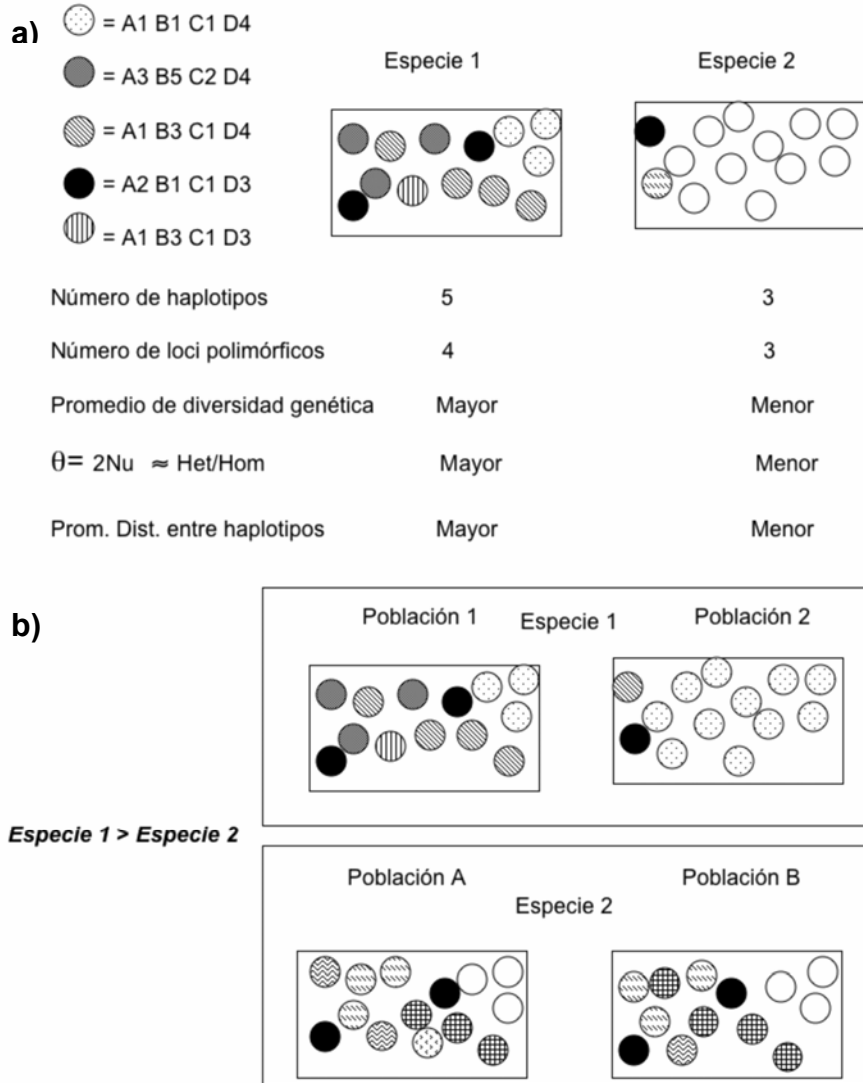 a)
= A1 B1 C1 D4
= A3 B5 C2 D4
= A1 B3 C1 D4
= A2 B1 C1 D3
= A1 B3 C1 D3
Especie 1 Especie 2
Número de haplotipos 5 3
Número de loci polimórficos 4 3
Promedio de diversidad genética Mayor Menor
θ= 2Nu ≈ Het/Hom Mayor Menor
Prom. Dist. entre haplotipos Mayor Menor
b)
Población 1 Especie 1 Población 2
Especie 1 > Especie 2
Población A Población B
Especie 2